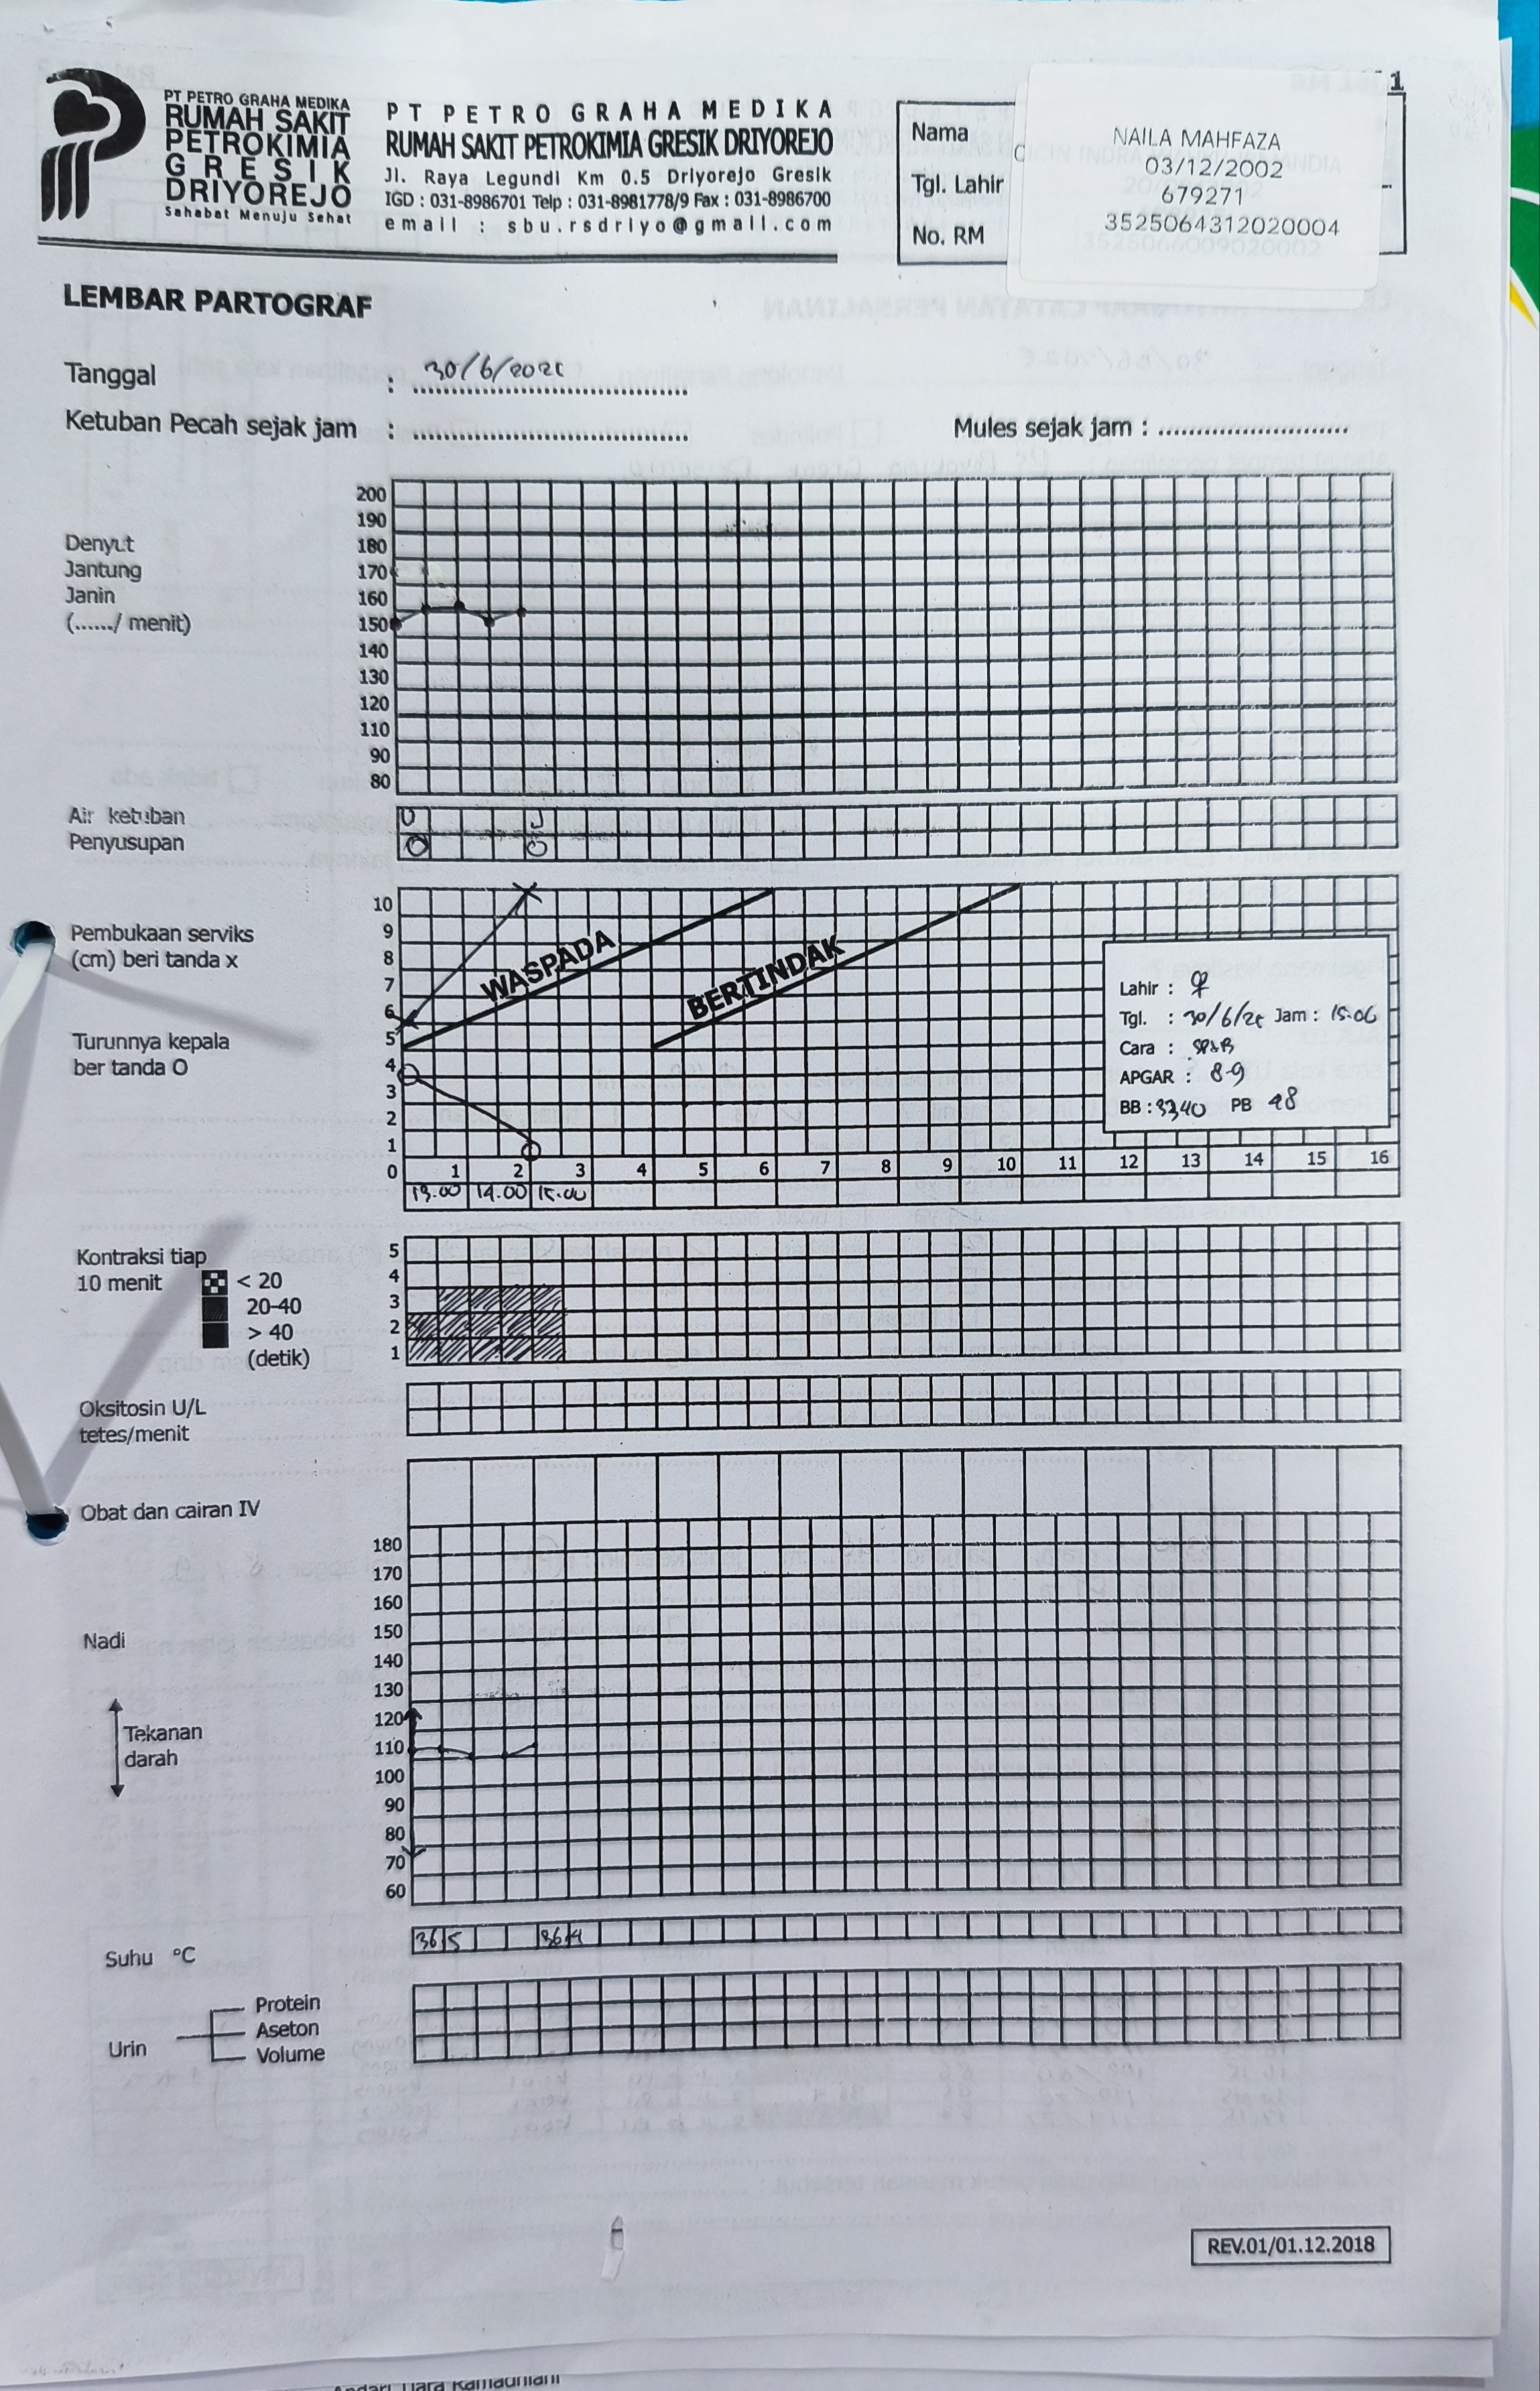 1
PT PETRO GRAHA MEDIKA
RUMAH SAKIT
PETROKIMIA
GRESIK
DRIYOREJO
Sahabat Menuju Sehat
PT PETRO GRAHA MEDIKA
RUMAH SAKIT PETROKIMIA GRESIK DRIYOREJO
Jl. Raya Legundi Km 0.5 Driyorejo Gresik
IGD : 031-8986701 Telp : 031-8981778/9 Fax : 031-8986700
email : sbu.rsdriyo@gmail.com
Nama
Tgl. Lahir
No. RM
NAILA MAHFAZA
03/12/2002
679271
3525064312020004
LEMBAR PARTOGRAF
Tanggal : 30/6/2025
Ketuban Pecah sejak jam : Mules sejak jam :
Denyut
Jantung
Janin
(....../ menit)
200
190
180
170
160
150
140
130
120
110
90
80
Air ketuban U J
Penyusupan 0 0
Pembukaan serviks
(cm) beri tanda x
Turunnya kepala
ber tanda O
10
9
8
7
6
5
4
3
2
1
WASPADA
BERTINDAK
Lahir : ♀
Tgl. : 30/6/25 Jam : 15.06
Cara :
APGAR : 8-9
BB : 3340 PB 48
0 1 2 3 4 5 6 7 8 9 10 11 12 13 14 15 16
13.00 14.00 15.00
Kontraksi tiap
10 menit < 20
20-40
> 40
(detik)
5
4
3
2
1
Oksitosin U/L
tetes/menit
Obat dan cairan IV
Nadi
Tekanan
darah
180
170
160
150
140
130
120
110
100
90
80
70
60
Suhu °C 36,5 36,4
Urin
Protein
Aseton
Volume
REV.01/01.12.2018